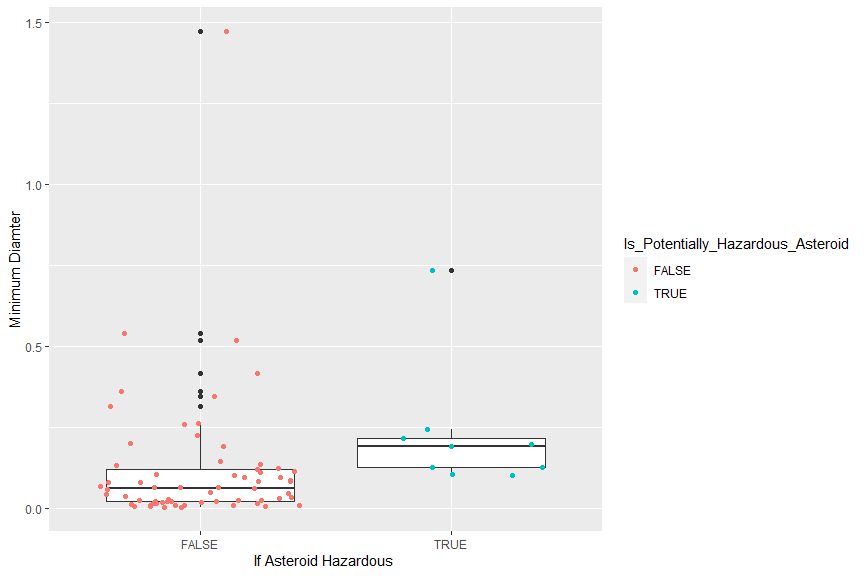 1.5
1.0
0.5
0.0
Minimum Diamter
FALSE TRUE
If Asteroid Hazardous
Is_Potentially_Hazardous_Asteroid
FALSE
TRUE